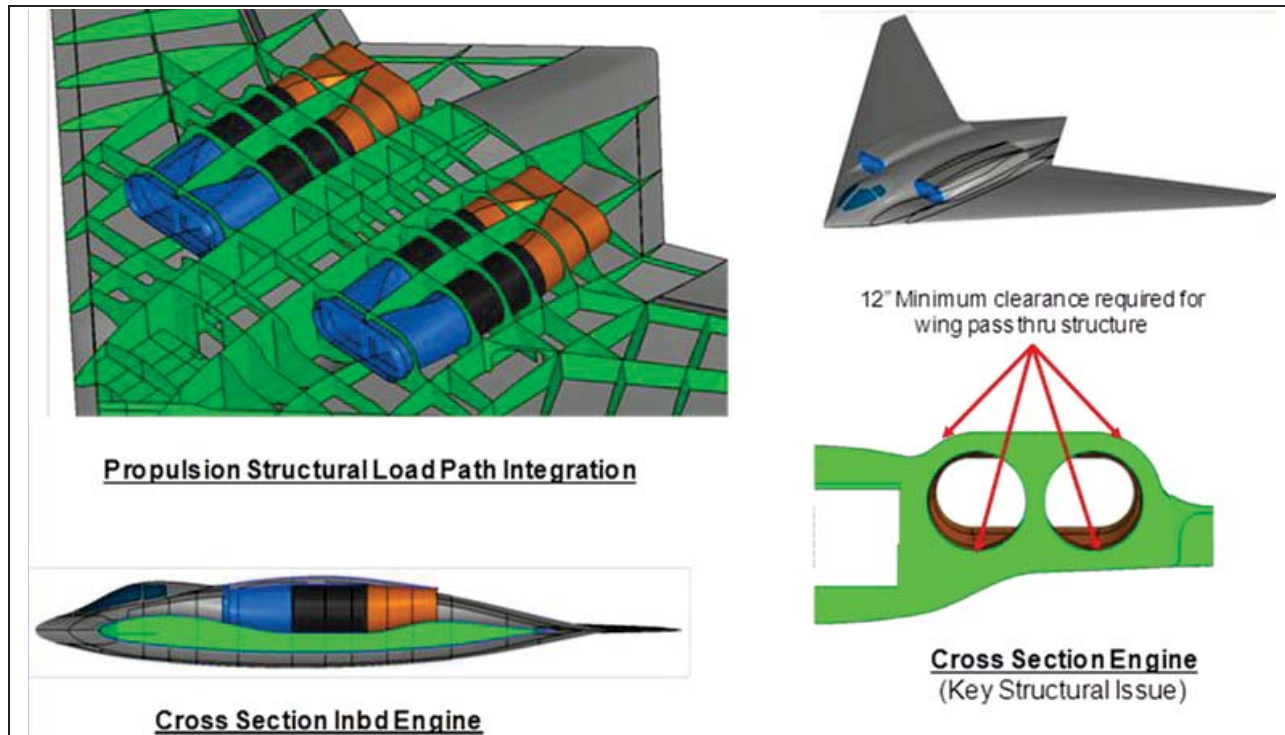 Propulsion Structural Load Path Integration
12" Minimum clearance required for
wing pass thru structure
Cross Section Inbd Engine
Cross Section Engine
(Key Structural Issue)